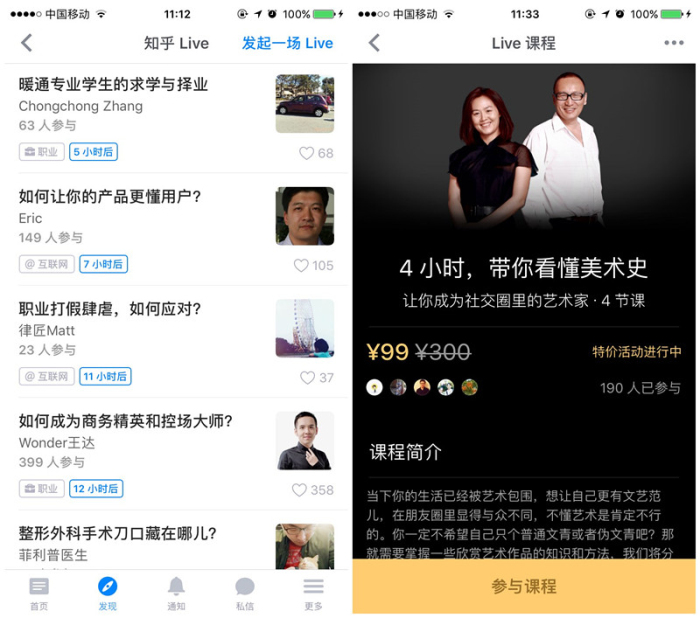 中国移动
11:12
100%
知乎 Live
发起一场 Live
暖通专业学生的求学与择业
Chongchong Zhang
63 人参与
职业
5 小时后
68
如何让你的产品更懂用户?
Eric
149 人参与
@ 互联网
7 小时后
105
职业打假肆虐，如何应对?
律匠Matt
23 人参与
@ 互联网
11 小时后
37
如何成为商务精英和控场大师?
Wonder王达
399 人参与
职业
12 小时后
358
整形外科手术刀口藏在哪儿?
菲利普医生
首页
发现
通知
私信
更多
中国移动
11:33
100%
Live 课程
4 小时，带你看懂美术史
让你成为社交圈里的艺术家 · 4 节课
¥99 ¥300
特价活动进行中
190 人已参与
课程简介
当下你的生活已经被艺术包围，想让自己更有文艺范
儿，在朋友圈里显得与众不同，不懂艺术是肯定不行
的。你一定不希望自己只个普通文青或者伪文青吧？那
就需要掌握一些欣赏艺术作品的知识和方法，我们将分
参与课程